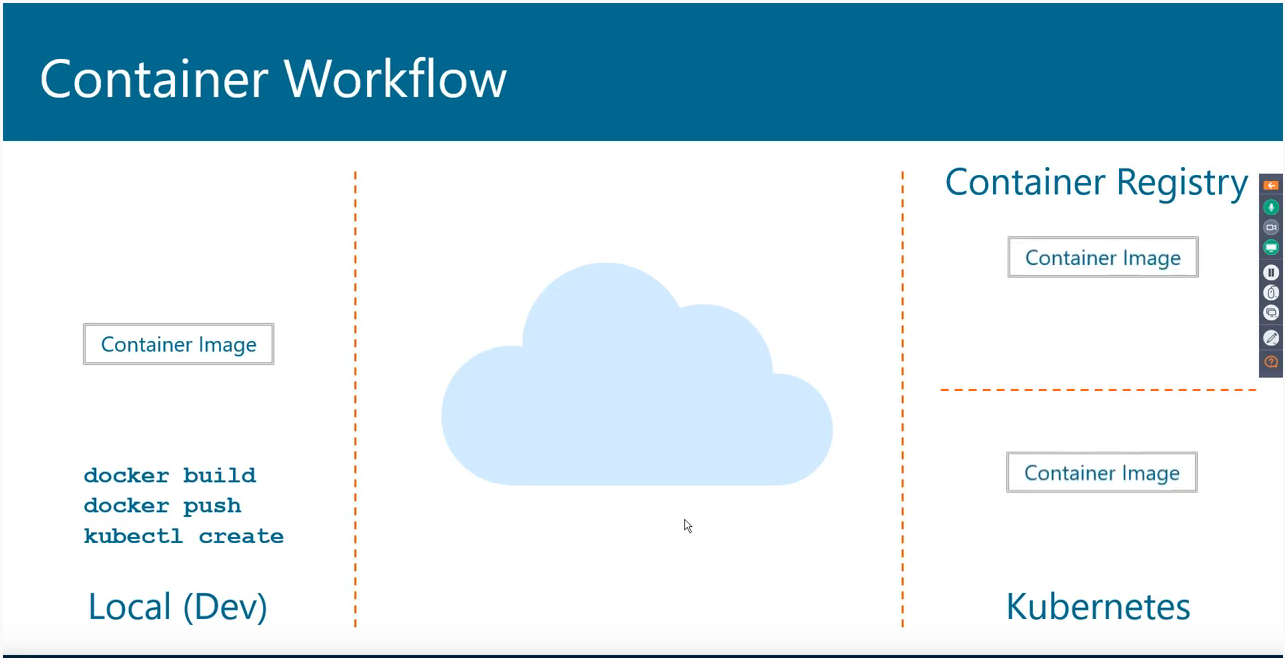 Container Workflow
Container Image
docker build
docker push
kubectl create
Local (Dev)
Container Registry
Container Image
Container Image
Kubernetes